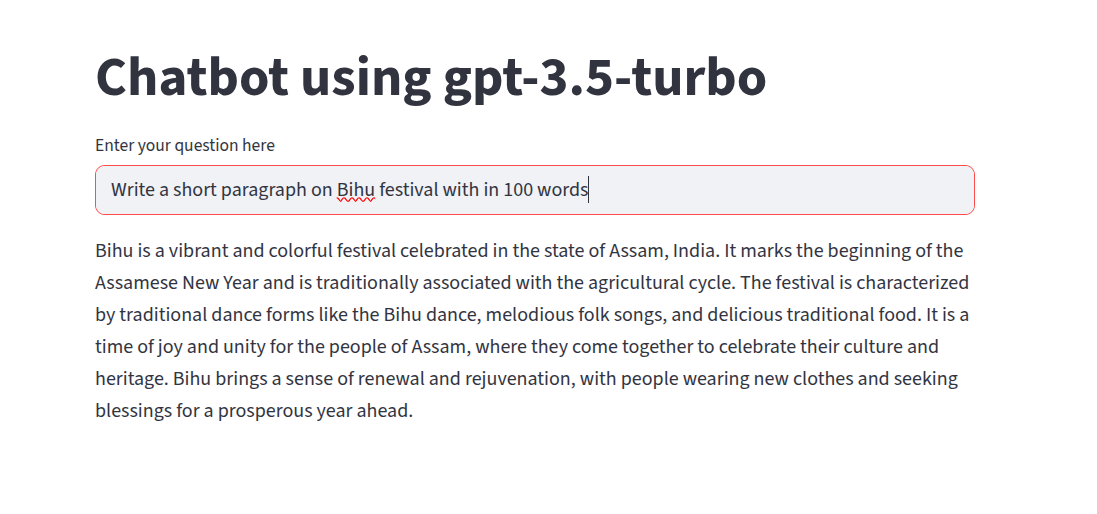 Chatbot using gpt-3.5-turbo
Enter your question here
Write a short paragraph on Bihu festival with in 100 words
Bihu is a vibrant and colorful festival celebrated in the state of Assam, India. It marks the beginning of the
Assamese New Year and is traditionally associated with the agricultural cycle. The festival is characterized
by traditional dance forms like the Bihu dance, melodious folk songs, and delicious traditional food. It is a
time of joy and unity for the people of Assam, where they come together to celebrate their culture and
heritage. Bihu brings a sense of renewal and rejuvenation, with people wearing new clothes and seeking
blessings for a prosperous year ahead.